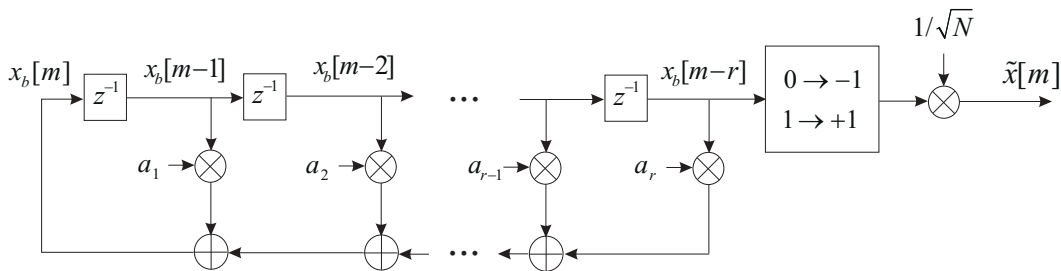 1/√N
x_b[m] x_b[m−1] x_b[m−2] x_b[m−r] x̃[m]
z⁻¹ z⁻¹ ••• z⁻¹
0 → −1
1 → +1
a_1 a_2 a_{r−1} a_r
•••